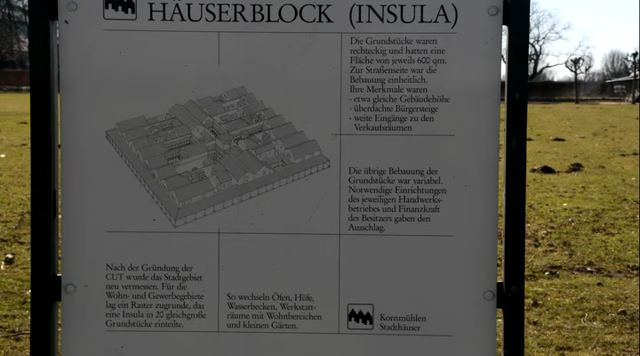 HÄUSERBLOCK (INSULA)
Die Grundstücke waren
rechteckig und hatten eine
Fläche von jeweils 600 qm.
Zur Straßenseite war die
Bebauung einheitlich.
Ihre Merkmale waren
- etwa gleiche Gebäudehöhe
- überdachte Bürgersteige
- weite Eingänge zu den
Verkaufsräumen
Die übrige Bebauung der
Grundstücke war variabel.
Notwendige Einrichtungen
des jeweiligen Handwerks-
betriebes und Finanzkraft
des Besitzers gaben den
Ausschlag.
Nach der Gründung der
CUT wurde das Stadtgebiet
neu vermessen. Für die
Wohn- und Gewerbegebiete
lag ein Raster zugrunde, das
eine Insula in 20 gleichgroße
Grundstücke einteilte.
So wechseln Öfen, Höfe,
Wasserbecken, Werkstatt-
räume mit Wohnbereichen
und kleinen Gärten.
Kornmühlen
Stadthäuser